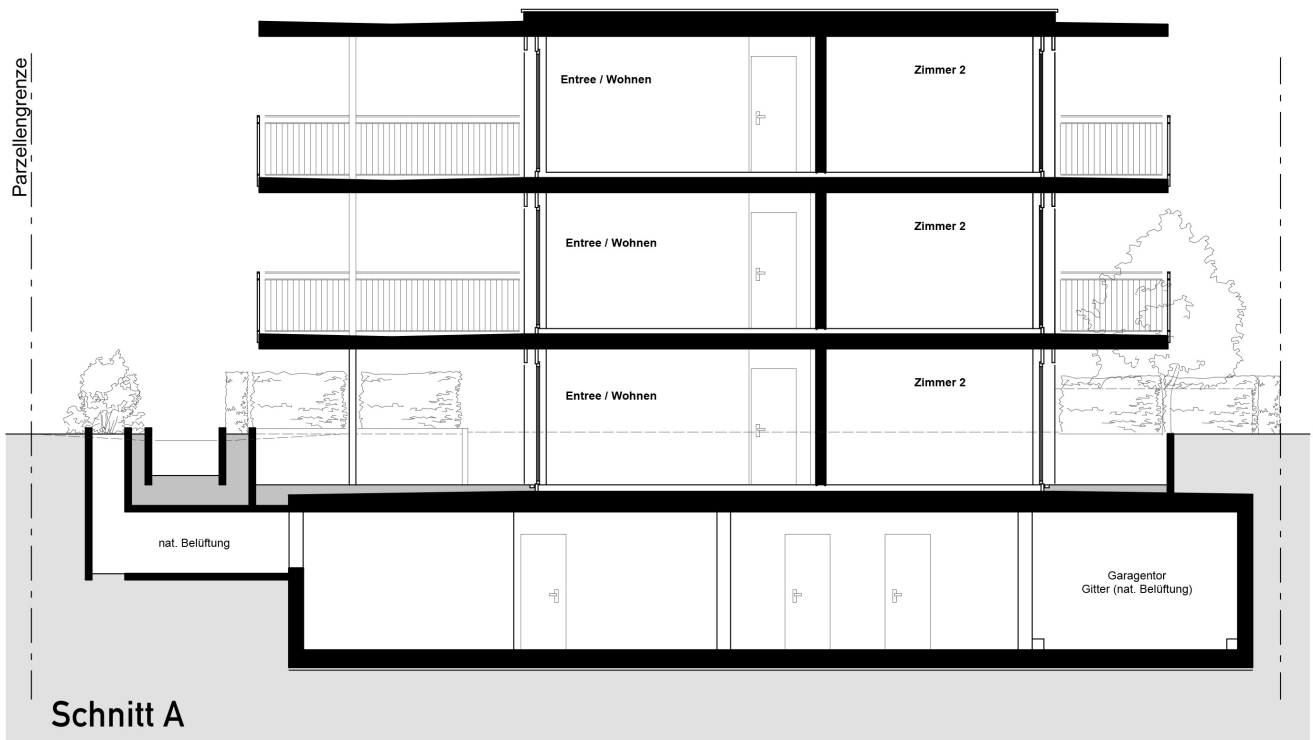 Parzellengrenze
Entree / Wohnen
Zimmer 2
Entree / Wohnen
Zimmer 2
Entree / Wohnen
Zimmer 2
nat. Belüftung
Garagentor
Gitter (nat. Belüftung)
Schnitt A